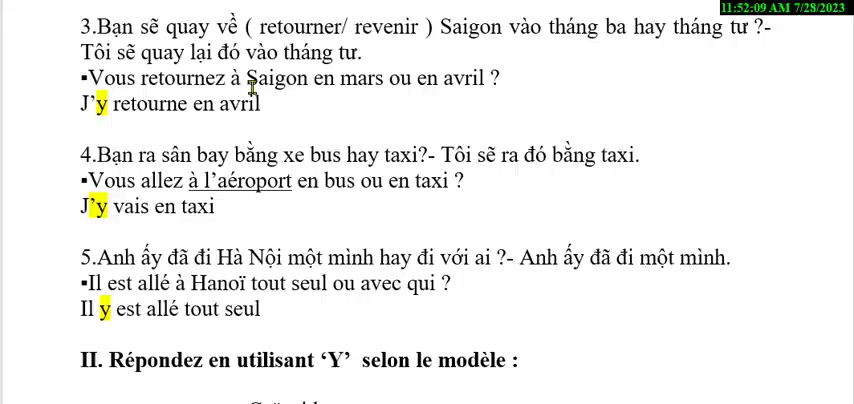 11:52:09 AM 7/28/2023
3.Bạn sẽ quay về ( retourner/ revenir ) Saigon vào tháng ba hay tháng tư ?-
Tôi sẽ quay lại đó vào tháng tư.
▪Vous retournez à Saigon en mars ou en avril ?
J’y retourne en avril
4.Bạn ra sân bay bằng xe bus hay taxi?- Tôi sẽ ra đó bằng taxi.
▪Vous allez à l’aéroport en bus ou en taxi ?
J’y vais en taxi
5.Anh ấy đã đi Hà Nội một mình hay đi với ai ?- Anh ấy đã đi một mình.
▪Il est allé à Hanoï tout seul ou avec qui ?
Il y est allé tout seul
II. Répondez en utilisant ‘Y’ selon le modèle :